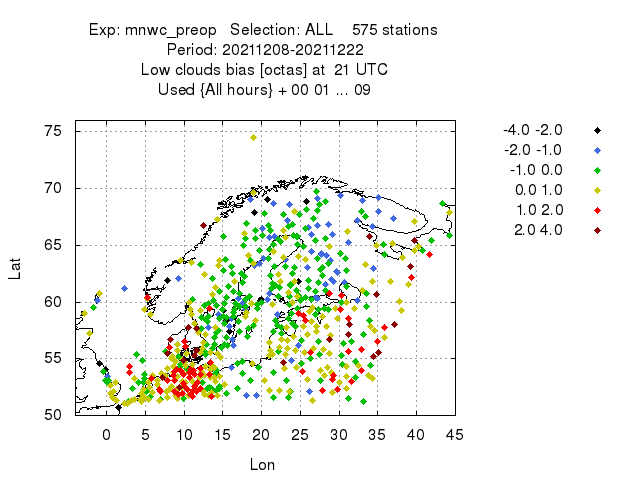 Exp: mnwc_preop   Selection: ALL    575 stations
Period: 20211208-20211222
Low clouds bias [octas] at  21 UTC
Used {All hours} + 00 01 ... 09
-4.0 -2.0
-2.0 -1.0
-1.0 0.0
0.0 1.0
1.0 2.0
2.0 4.0
75
70
65
60
55
50
Lat
0 5 10 15 20 25 30 35 40 45
Lon